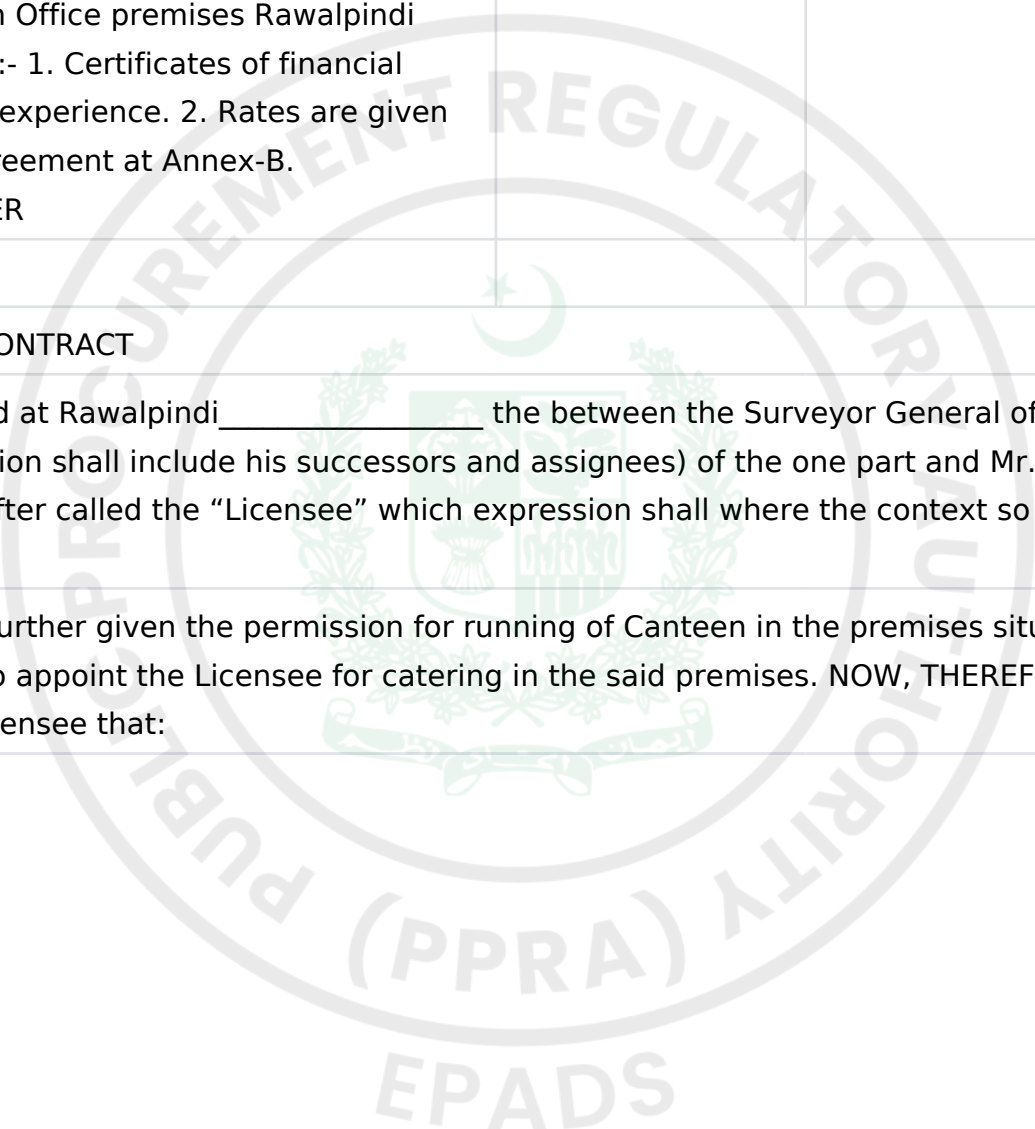 n Office premises Rawalpindi
:- 1. Certificates of financial
experience. 2. Rates are given
reement at Annex-B.
ER
ONTRACT
d at Rawalpindi__________________ the between the Surveyor General of
ion shall include his successors and assignees) of the one part and Mr.
fter called the “Licensee” which expression shall where the context so
urther given the permission for running of Canteen in the premises situ
o appoint the Licensee for catering in the said premises. NOW, THEREF
ensee that:
PUBLIC PROCUREMENT REGULATORY AUTHORITY
(PPRA)
EPADS